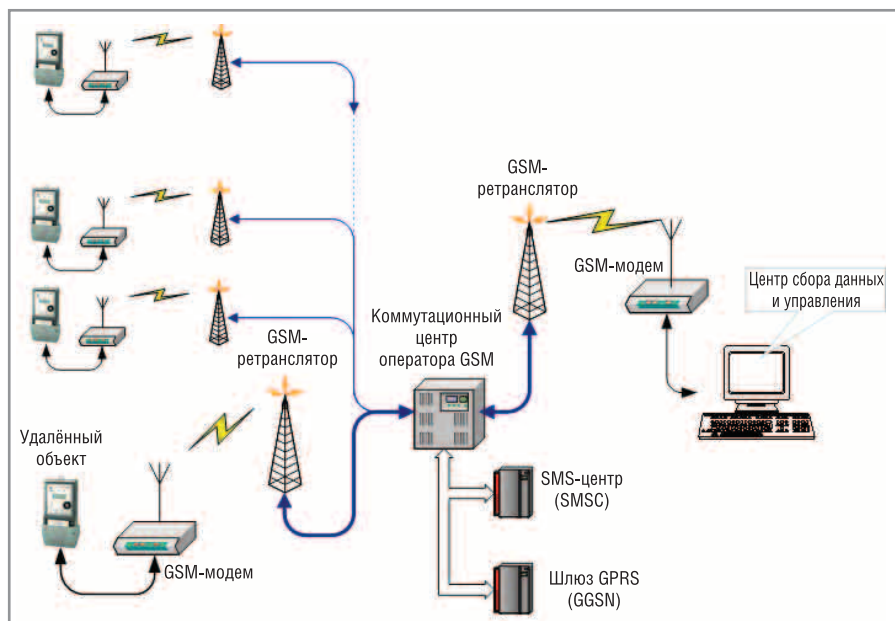 GSM-
ретранслятор
GSM-модем
Центр сбора данных
и управления
Коммутационный
центр
оператора GSM
GSM-
ретранслятор
Удалённый
объект
GSM-модем
SMS-центр
(SMSC)
Шлюз GPRS
(GGSN)